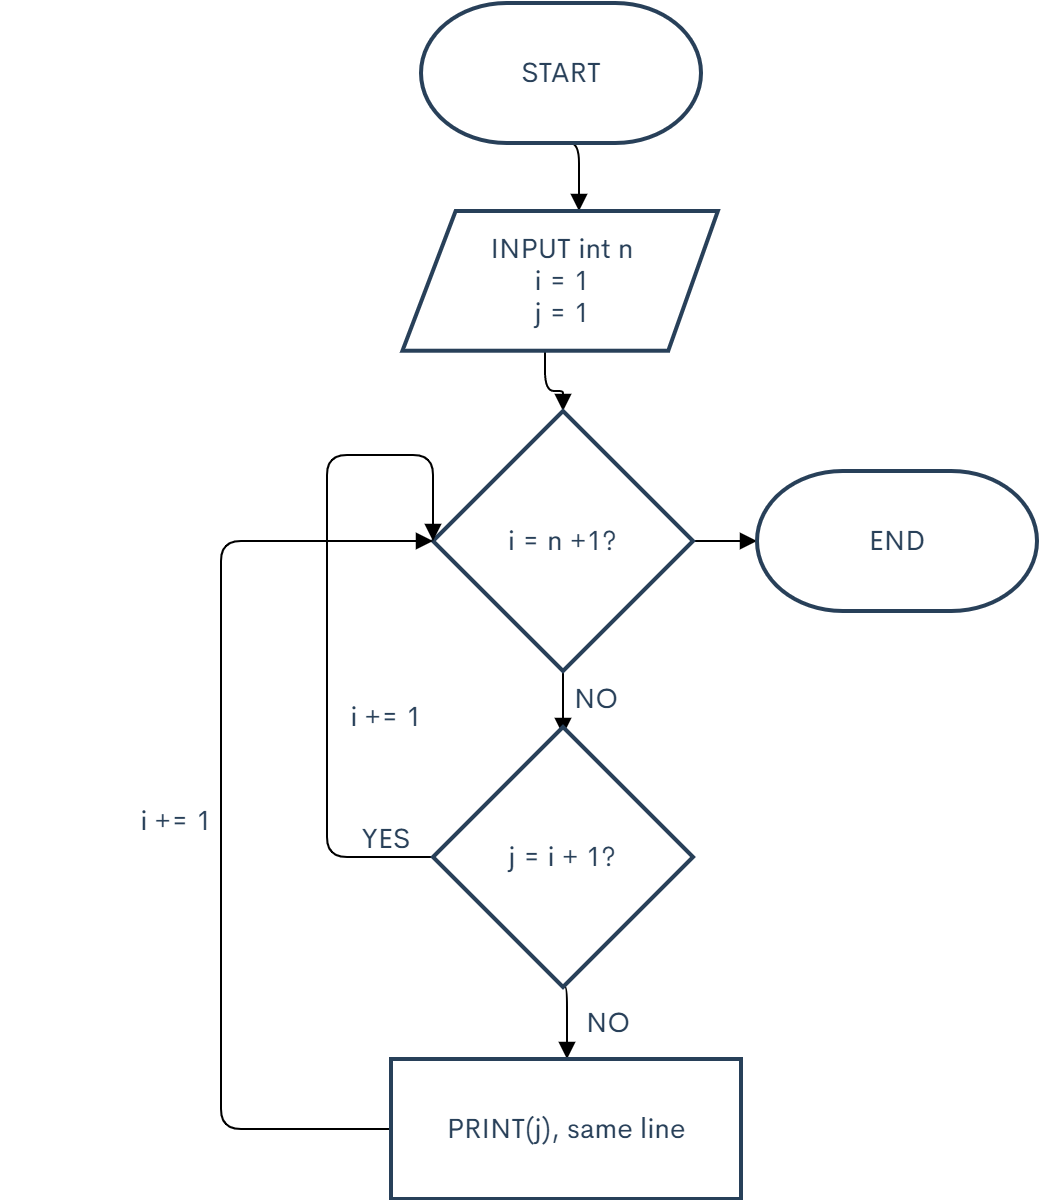 START
INPUT int n
i = 1
j = 1
i = n +1?
END
NO
i += 1
i += 1
YES
j = i + 1?
NO
PRINT(j), same line